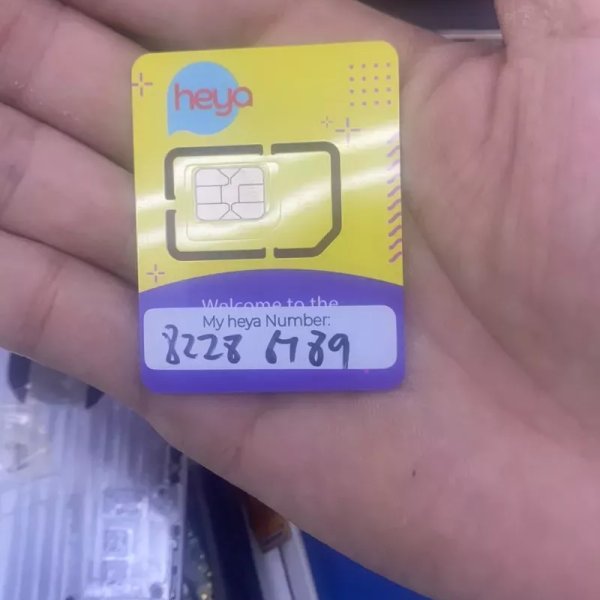 heya
Welcome to the
My heya Number:
8228 6789